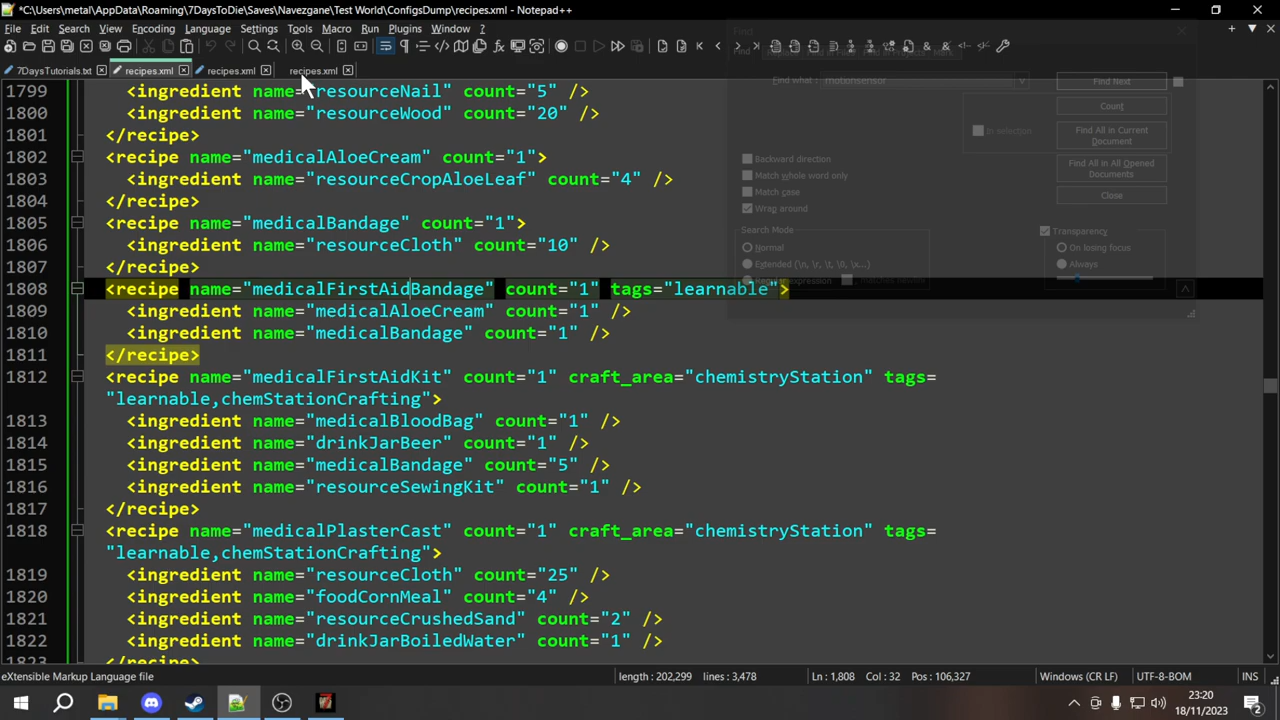 *C:\Users\metal\AppData\Roaming\7DaysToDie\Saves\Navezgane\Test World\ConfigsDump\recipes.xml - Notepad++
File Edit Search View Encoding Language Settings Tools Macro Run Plugins Window ?
Find
7DaysTutorials.txt recipes.xml recipes.xml recipes.xml
Find what : motionsensor
Find Next
Count
In selection
Find All in Current Document
Backward direction
Find All in All Opened Documents
Match whole word only
Match case
Close
Wrap around
Search Mode
Transparency
Normal
On losing focus
Extended (\n, \r, \t, \0, \x...)
Always
1799 <ingredient name="resourceNail" count="5" />
1800 <ingredient name="resourceWood" count="20" />
1801 </recipe>
1802 <recipe name="medicalAloeCream" count="1">
1803 <ingredient name="resourceCropAloeLeaf" count="4" />
1804 </recipe>
1805 <recipe name="medicalBandage" count="1">
1806 <ingredient name="resourceCloth" count="10" />
1807 </recipe>
1808 <recipe name="medicalFirstAidBandage" count="1" tags="learnable">
1809 <ingredient name="medicalAloeCream" count="1" />
1810 <ingredient name="medicalBandage" count="1" />
1811 </recipe>
1812 <recipe name="medicalFirstAidKit" count="1" craft_area="chemistryStation" tags=
"learnable,chemStationCrafting">
1813 <ingredient name="medicalBloodBag" count="1" />
1814 <ingredient name="drinkJarBeer" count="1" />
1815 <ingredient name="medicalBandage" count="5" />
1816 <ingredient name="resourceSewingKit" count="1" />
1817 </recipe>
1818 <recipe name="medicalPlasterCast" count="1" craft_area="chemistryStation" tags=
"learnable,chemStationCrafting">
1819 <ingredient name="resourceCloth" count="25" />
1820 <ingredient name="foodCornMeal" count="4" />
1821 <ingredient name="resourceCrushedSand" count="2" />
1822 <ingredient name="drinkJarBoiledWater" count="1" />
1823 </recipe>
eXtensible Markup Language file length : 202,299 lines : 3,478 Ln : 1,808 Col : 32 Pos : 106,327 Windows (CR LF) UTF-8-BOM INS
23:20
18/11/2023
2